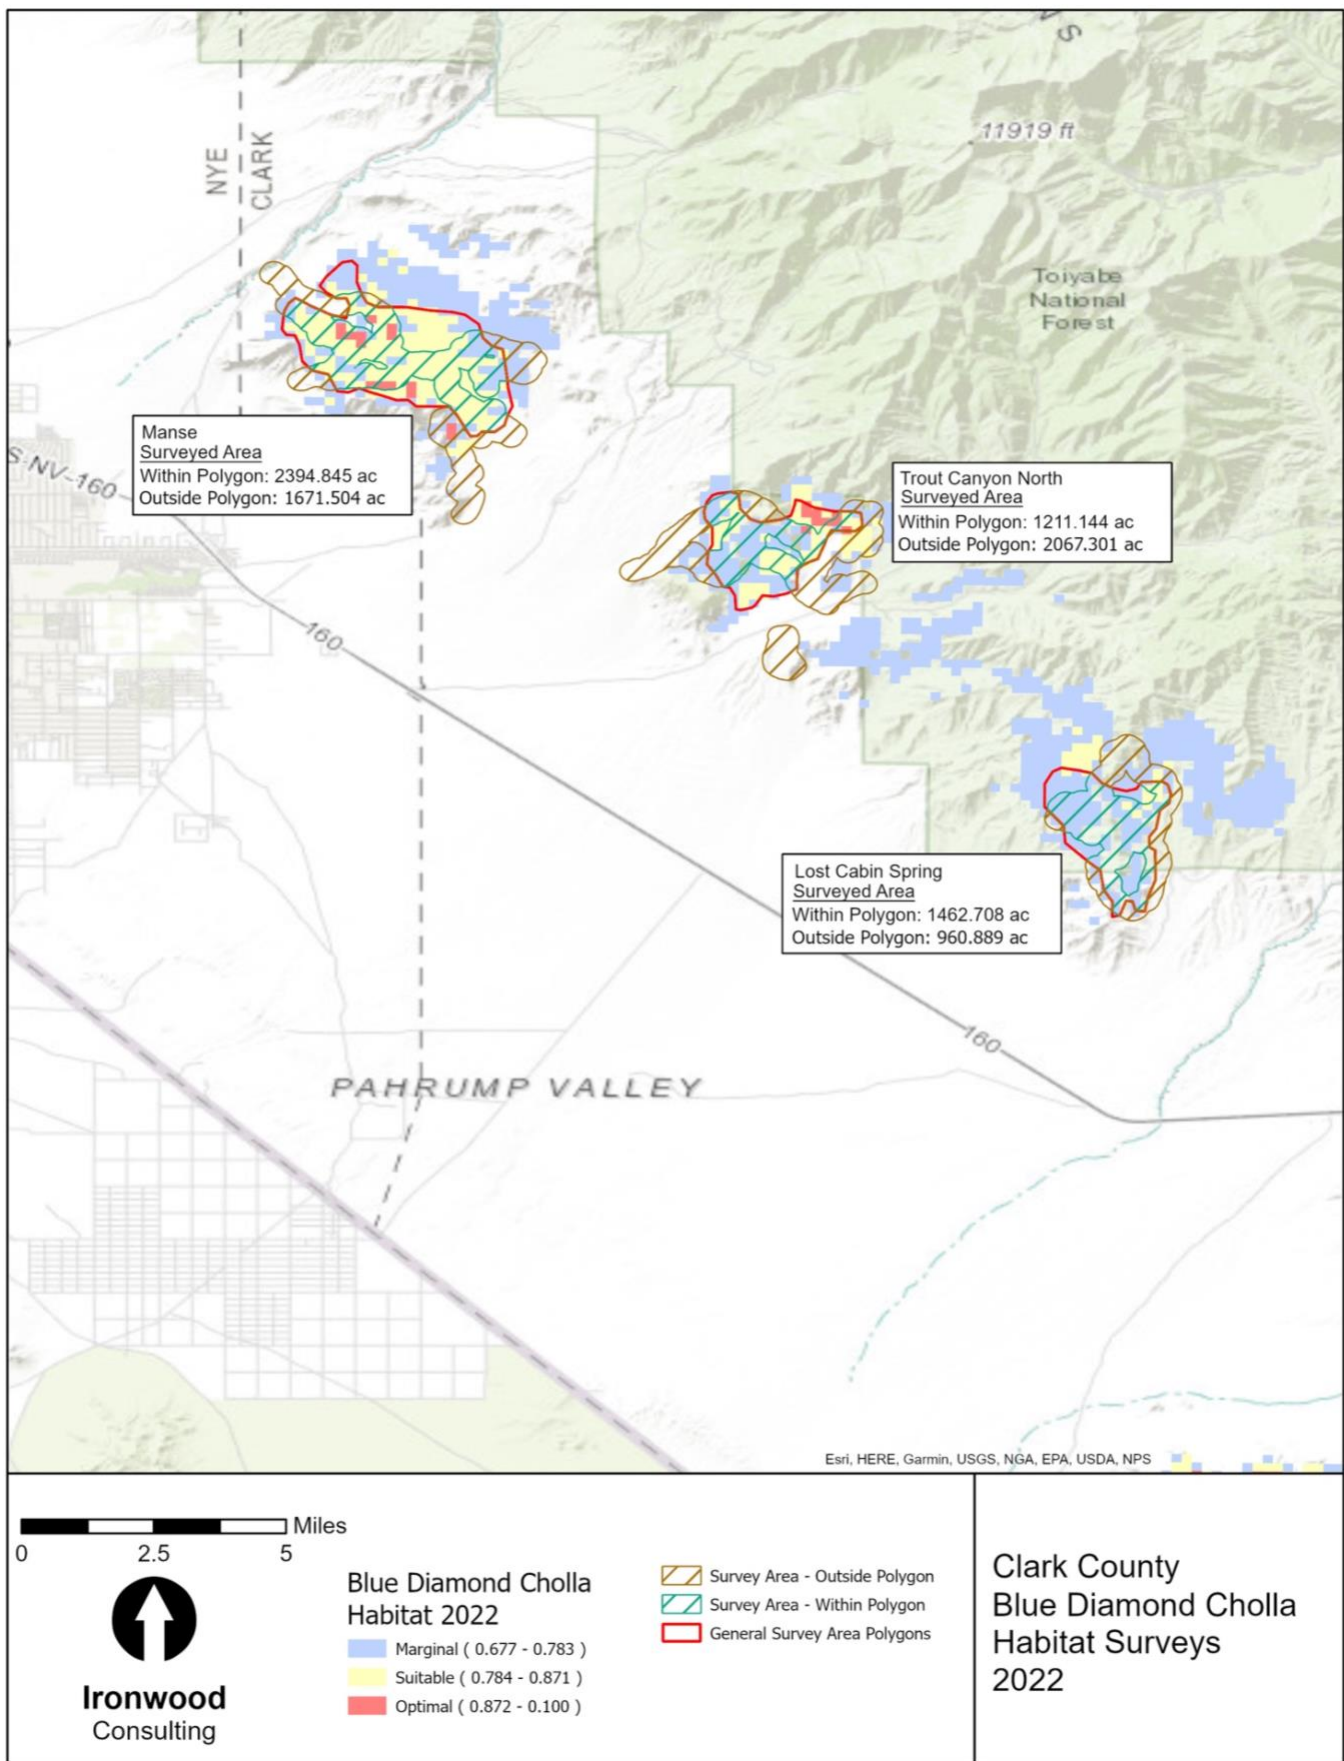 N S
11919 ft
NYE
CLARK
Toiyabe
National
Forest
Manse
Surveyed Area
Within Polygon: 2394.845 ac
Outside Polygon: 1671.504 ac
S-NV-160
Trout Canyon North
Surveyed Area
Within Polygon: 1211.144 ac
Outside Polygon: 2067.301 ac
160
Lost Cabin Spring
Surveyed Area
Within Polygon: 1462.708 ac
Outside Polygon: 960.889 ac
160
PAHRUMP VALLEY
Esri, HERE, Garmin, USGS, NGA, EPA, USDA, NPS
Miles
0 2.5 5
Ironwood
Consulting
Blue Diamond Cholla
Habitat 2022
Marginal ( 0.677 - 0.783 )
Suitable ( 0.784 - 0.871 )
Optimal ( 0.872 - 0.100 )
Survey Area - Outside Polygon
Survey Area - Within Polygon
General Survey Area Polygons
Clark County
Blue Diamond Cholla
Habitat Surveys
2022